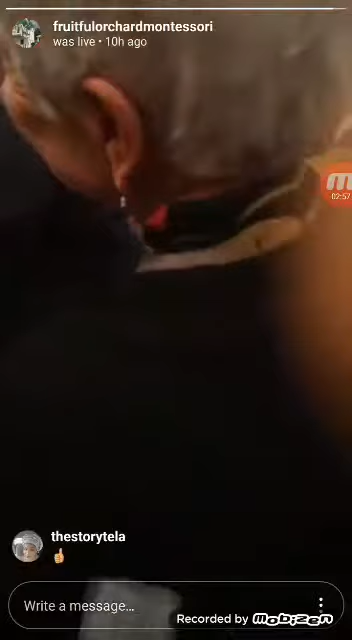 fruitfulorchardmontessori
was live • 10h ago
02:57
thestorytela
👍
Write a message...
Recorded by Mobizen